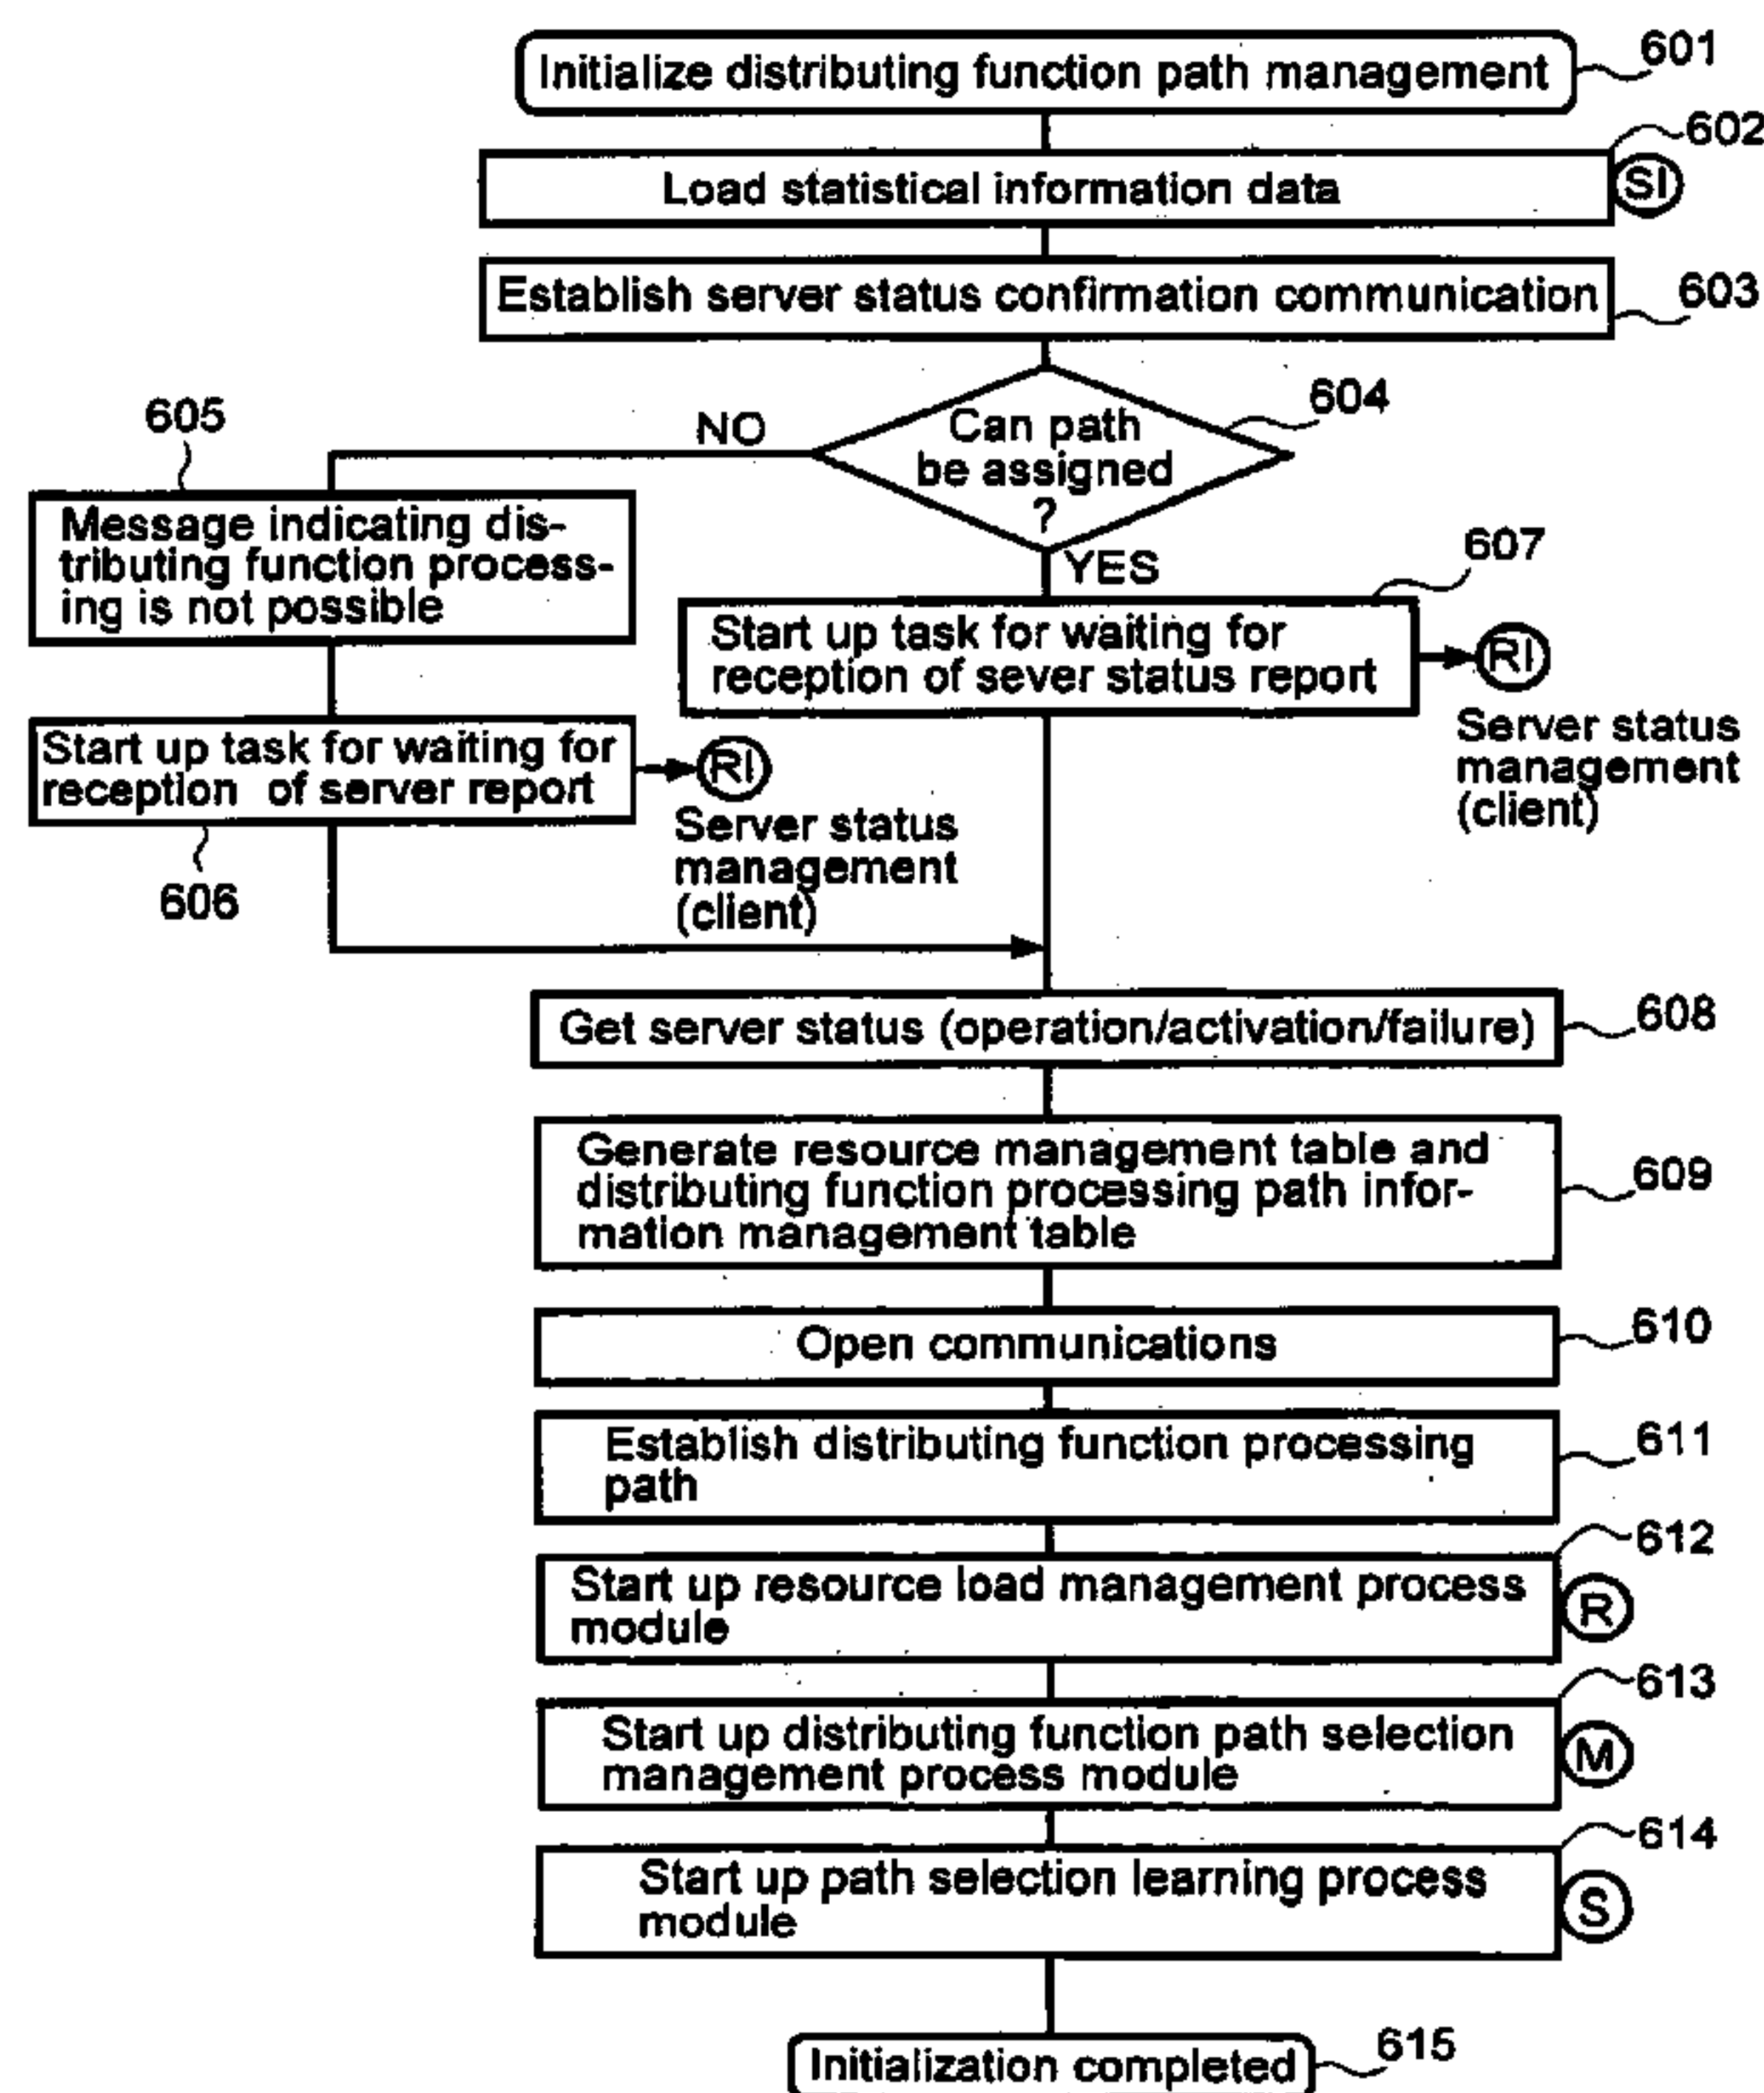 Initialize distributing function path management
601
602
Load statistical information data
SI
Establish server status confirmation communication
603
604
Can path
be assigned
?
NO
YES
605
Message indicating dis-
tributing function process-
ing is not possible
607
Start up task for waiting for
reception of sever status report
RI
Server status
management
(client)
Start up task for waiting for
reception of server report
RI
Server status
management
(client)
606
Get server status (operation/activation/failure)
608
Generate resource management table and
distributing function processing path infor-
mation management table
609
Open communications
610
Establish distributing function processing
path
611
612
Start up resource load management process
module
R
613
Start up distributing function path selection
management process module
M
614
Start up path selection learning process
module
S
Initialization completed
615